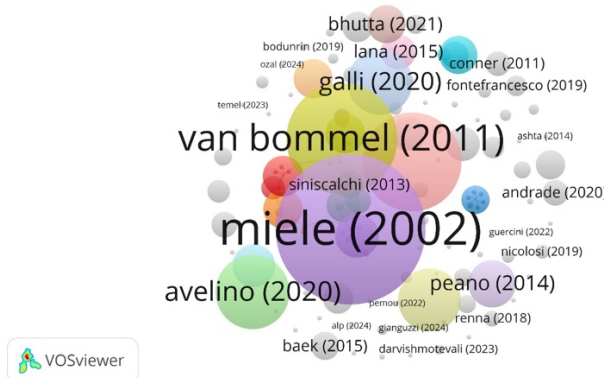 bhutta (2021)
bodunrin (2019)
lana (2015)
conner (2011)
ozal (2024)
galli (2020)
fontefrancesco (2019)
temel (2023)
van bommel (2011)
ashta (2014)
siniscalchi (2013)
andrade (2020)
miele (2002)
guercini (2022)
nicolosi (2019)
avelino (2020)
peano (2014)
pemou (2022)
renna (2018)
alp (2024)
gianguzzi (2024)
baek (2015)
darvishmotevali (2023)
VOSviewer